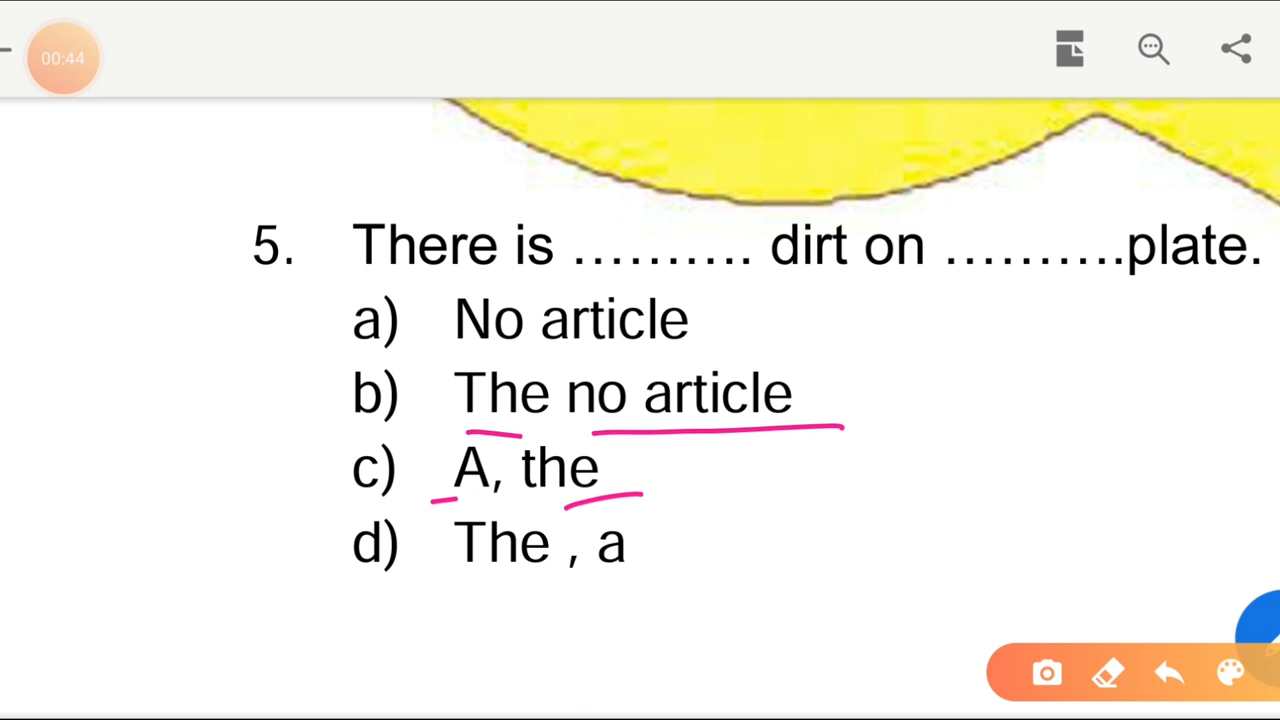 00:44
5. There is .......... dirt on ..........plate.
a) No article
b) The no article
c) A, the
d) The , a